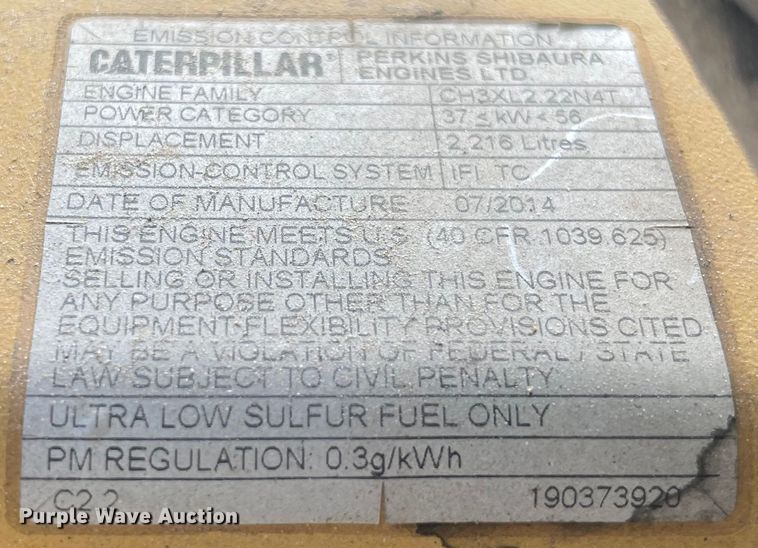 EMISSION CONTROL INFORMATION
CATERPILLAR® PERKINS SHIBAURA
ENGINES LTD.
ENGINE FAMILY CH3XL2.22N4T
POWER CATEGORY 37 ≤ kW < 56
DISPLACEMENT 2,216 Litres
EMISSION-CONTROL SYSTEM IFI TC
DATE OF MANUFACTURE 07/2014
THIS ENGINE MEETS U.S (40 CFR 1039.625)
EMISSION STANDARDS
SELLING OR INSTALLING THIS ENGINE FOR
ANY PURPOSE OTHER THAN FOR THE
EQUIPMENT FLEXIBILITY PROVISIONS CITED
MAY BE A VIOLATION OF FEDERAL / STATE
LAW SUBJECT TO CIVIL PENALTY.
ULTRA LOW SULFUR FUEL ONLY
PM REGULATION: 0.3g/kWh
C2.2 190373920
Purple Wave Auction